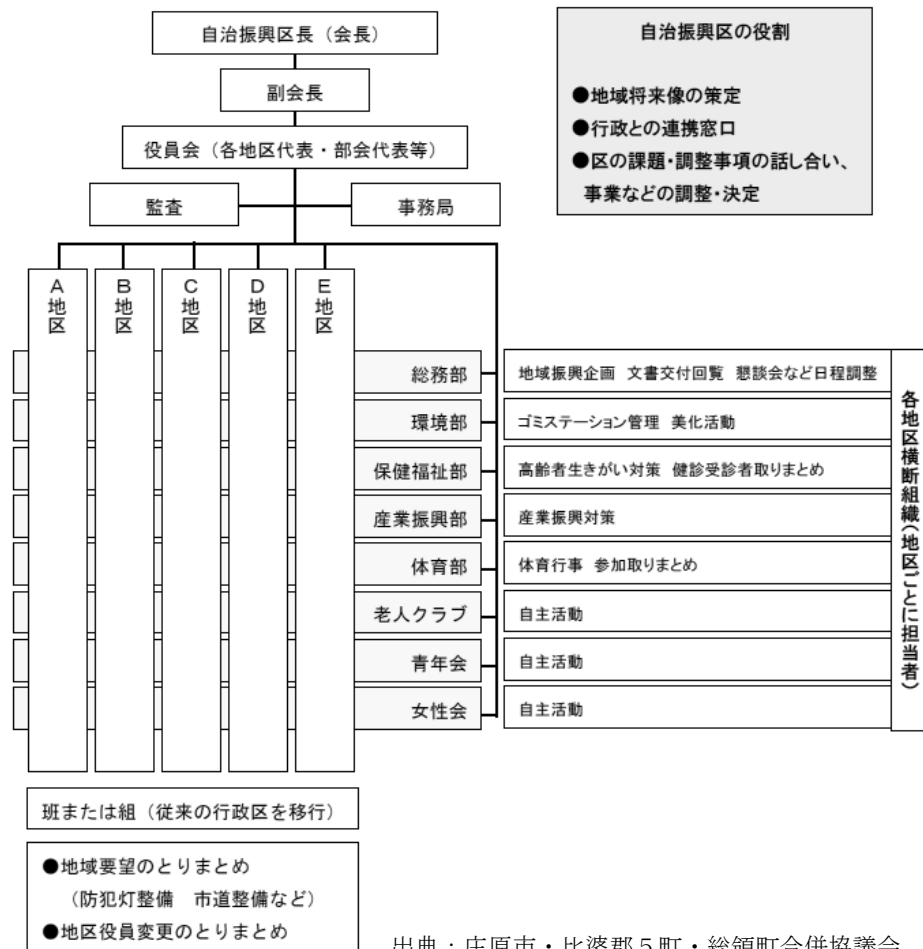 自治振興区長（会長）
副会長
役員会（各地区代表・部会代表等）
監査
事務局
自治振興区の役割
●地域将来像の策定
●行政との連携窓口
●区の課題・調整事項の話し合い、
事業などの調整・決定
A地区
B地区
C地区
D地区
E地区
総務部
地域振興企画　文書交付回覧　懇談会など日程調整
環境部
ゴミステーション管理　美化活動
保健福祉部
高齢者生きがい対策　健診受診者取りまとめ
産業振興部
産業振興対策
体育部
体育行事　参加取りまとめ
老人クラブ
自主活動
青年会
自主活動
女性会
自主活動
各地区横断組織（地区ごとに担当者）
班または組（従来の行政区を移行）
●地域要望のとりまとめ
（防犯灯整備　市道整備など）
●地区役員変更のとりまとめ
出典：庄原市・比婆郡５町・総領町合併協議会